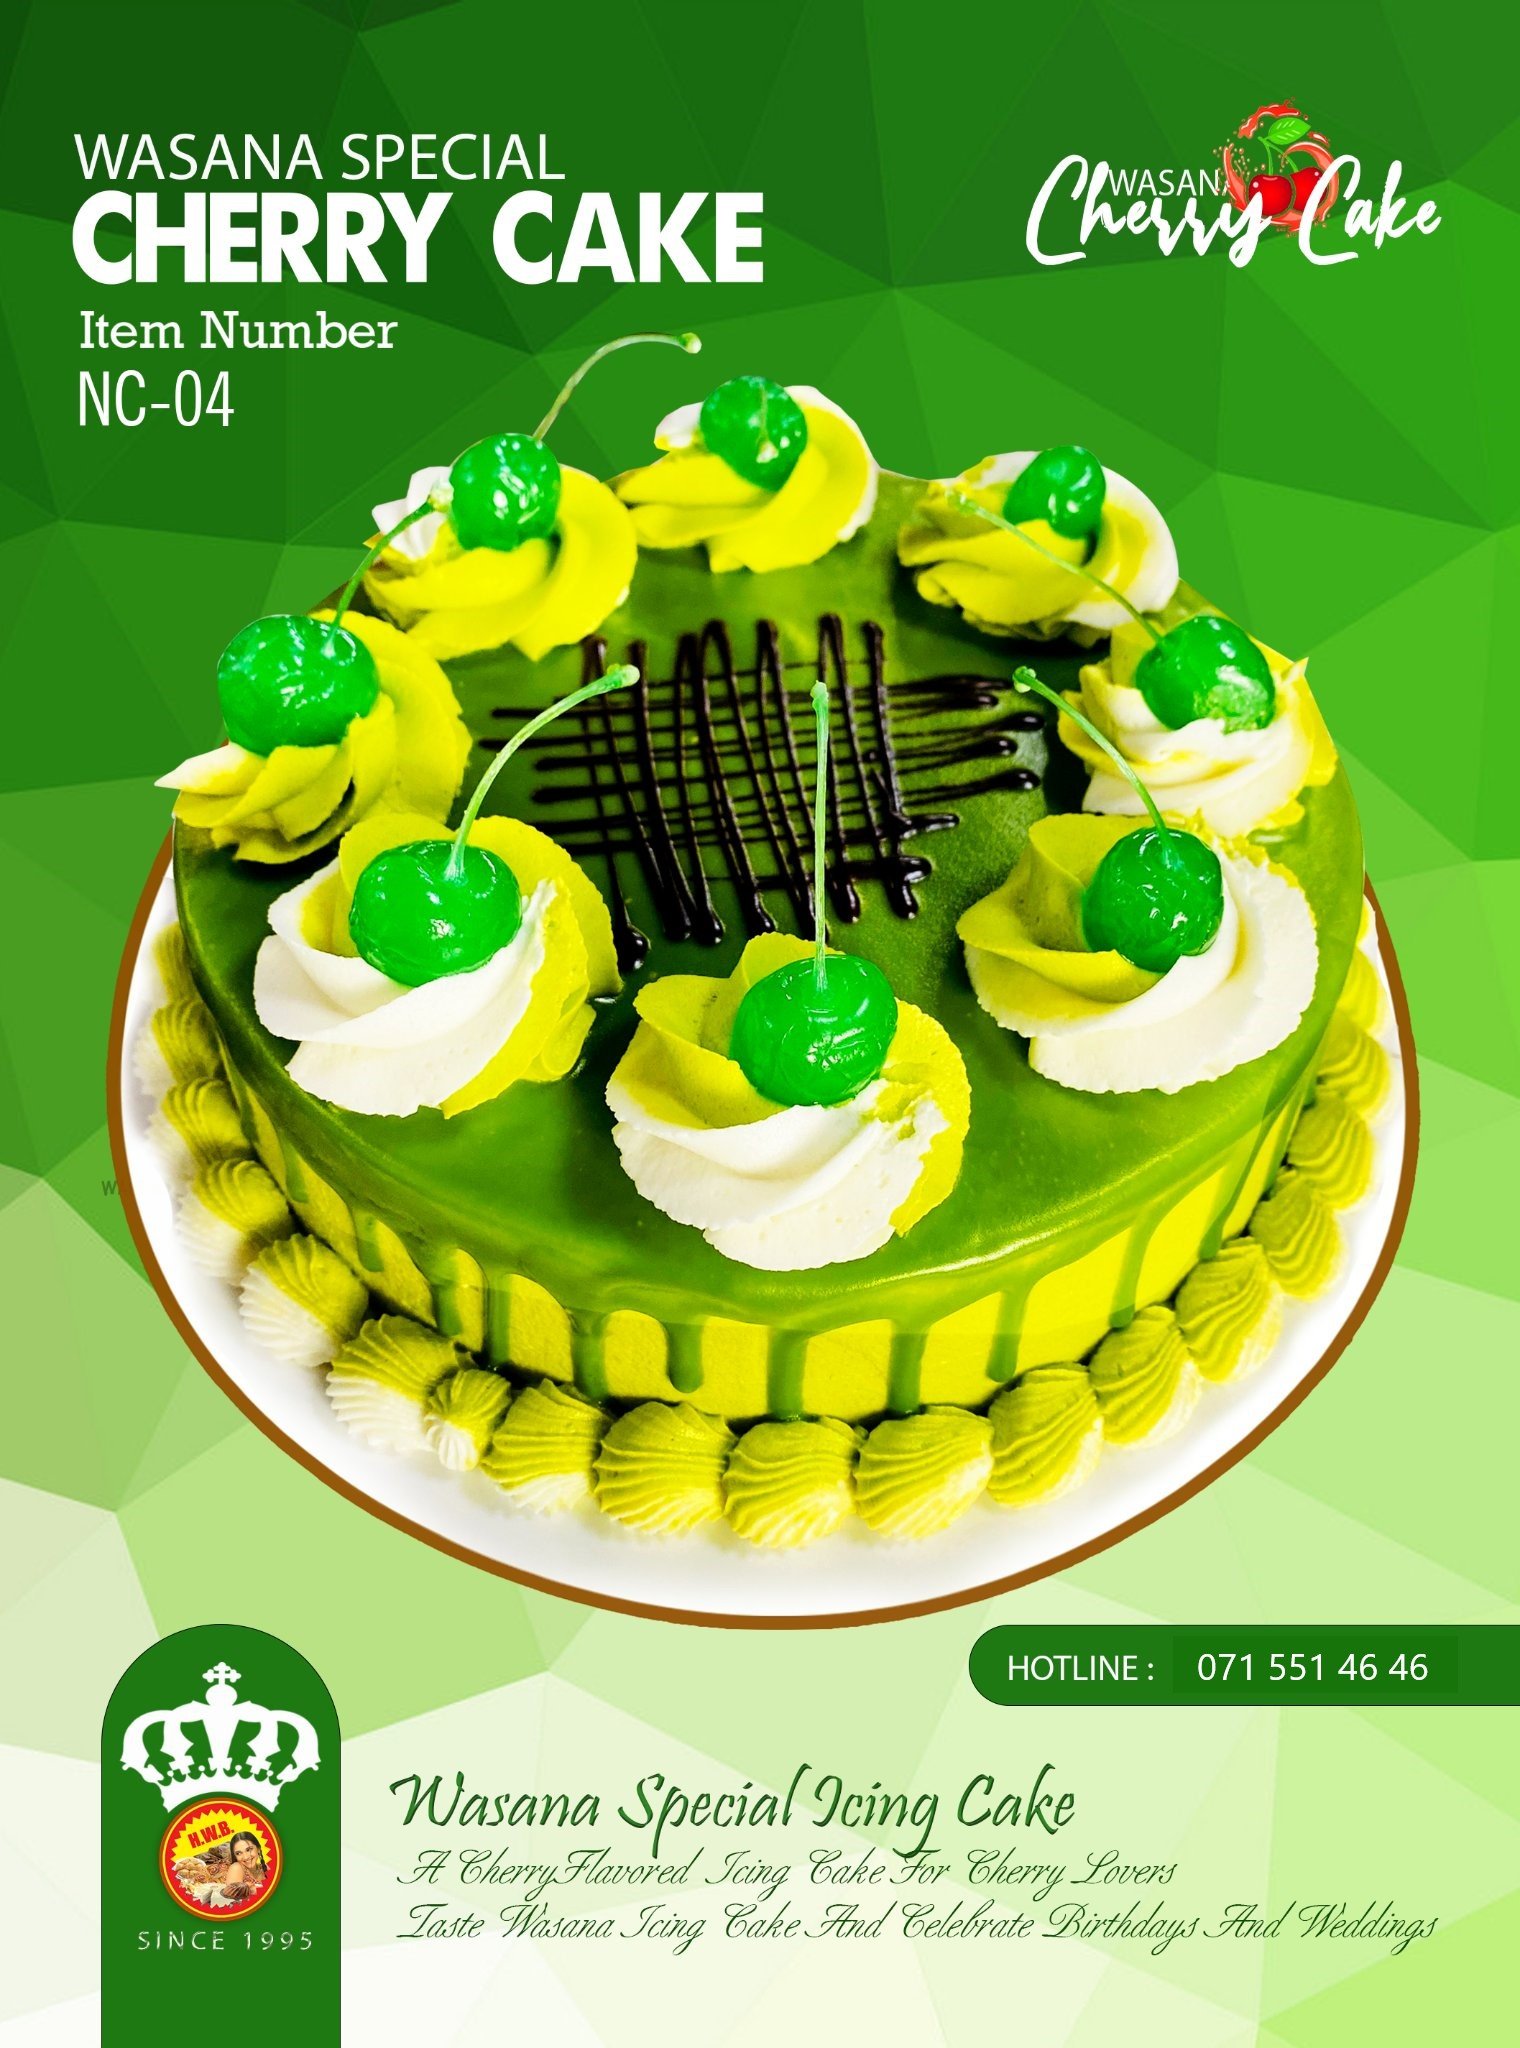 WASANA SPECIAL
CHERRY CAKE
Item Number
NC-04
WASANA
Cherry Cake
HOTLINE : 071 551 46 46
H.W.B.
SINCE 1995
Wasana Special Icing Cake
A Cherry Flavored Icing Cake For Cherry Lovers
Taste Wasana Icing Cake And Celebrate Birthdays And Weddings